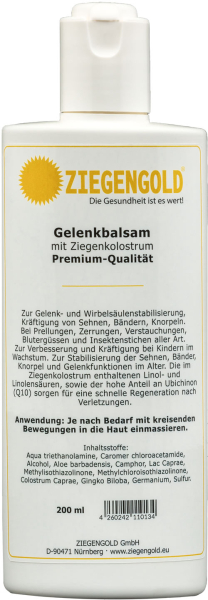 ZIEGENGOLD®
Die Gesundheit ist es wert!
Gelenkbalsam
mit Ziegenkolostrum
Premium-Qualität
Zur Gelenk- und Wirbelsäulenstabilisierung,
Kräftigung von Sehnen, Bändern, Knorpeln.
Bei Prellungen, Zerrungen, Verstauchungen,
Blutergüssen und Insektenstichen aller Art.
Zur Verbesserung und Kräftigung bei Kindern im
Wachstum. Zur Stabilisierung der Sehnen, Bänder,
Knorpel und Gelenkfunktionen im Alter. Die im
Ziegenkolostrum enthaltenen Linol- und
Linolensäuren, sowie der hohe Anteil an Ubichinon
(Q10) sorgen für eine schnelle Regeneration nach
Verletzungen.
Anwendung: Je nach Bedarf mit kreisenden
Bewegungen in die Haut einmassieren.
Inhaltsstoffe:
Aqua triethanolamine, Caromer chloroacetamide,
Alcohol, Aloe barbadensis, Camphor, Lac Caprae,
Methylisothiazolinone, Methylchloroisothiazolinone,
Colostrum Caprae, Gingko Biloba, Germanium, Sulfur.
200 ml
4 260242 110134
ZIEGENGOLD GmbH
D-90471 Nürnberg · www.ziegengold.eu